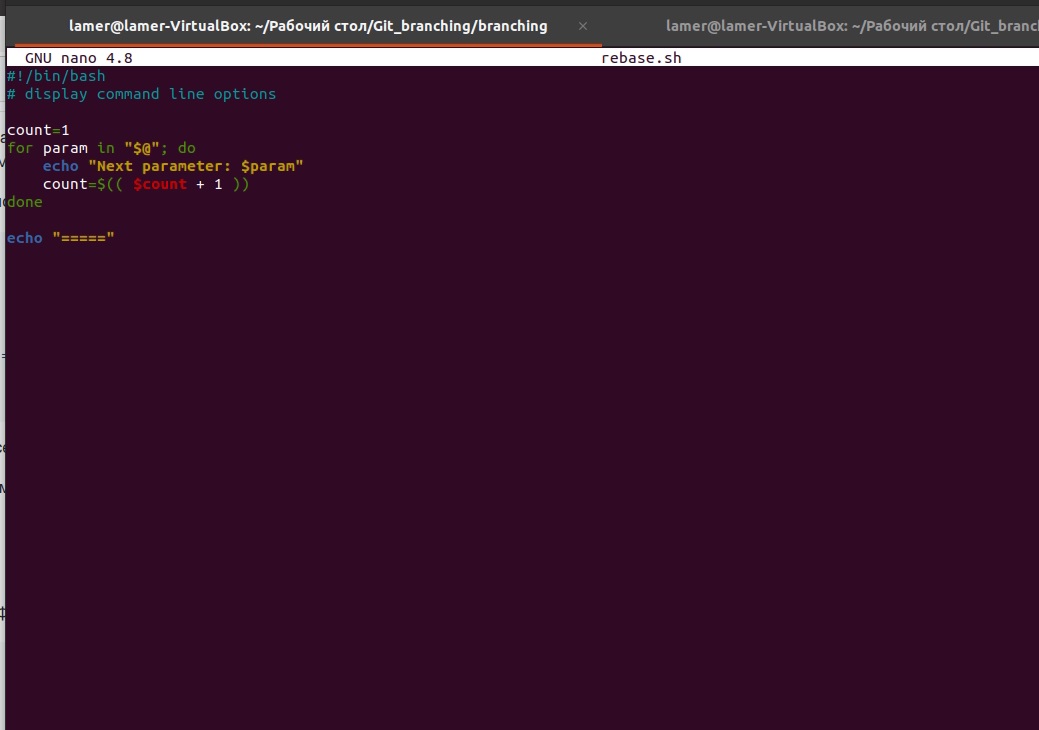 lamer@lamer-VirtualBox: ~/Рабочий стол/Git_branching/branching × lamer@lamer-VirtualBox: ~/Рабочий стол/Git_branc
GNU nano 4.8 rebase.sh
#!/bin/bash
# display command line options
count=1
for param in "$@"; do
    echo "Next parameter: $param"
    count=$(( $count + 1 ))
done
echo "====="